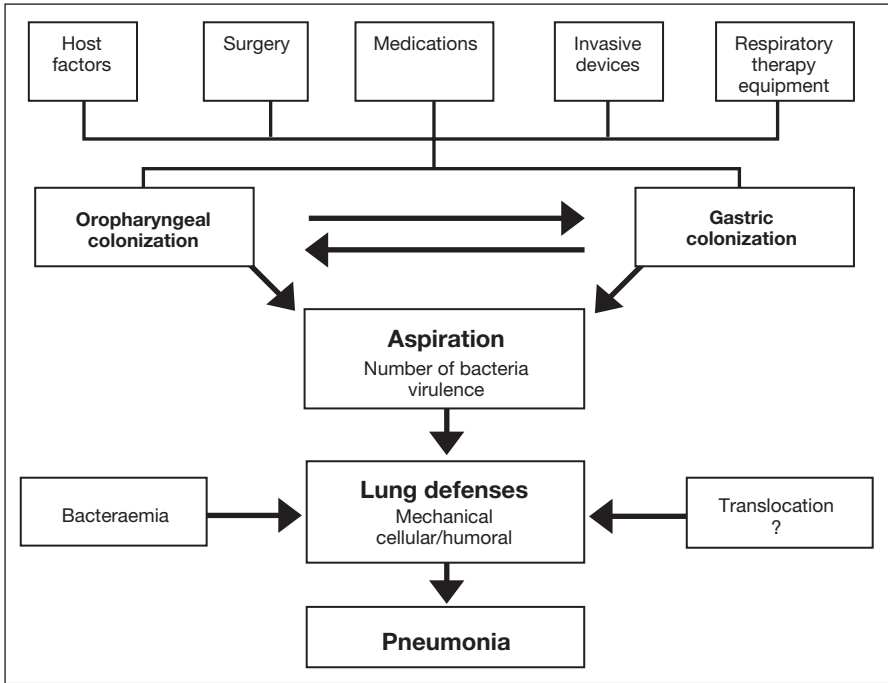 Host
factors
Surgery
Medications
Invasive
devices
Respiratory
therapy
equipment
Oropharyngeal
colonization
Gastric
colonization
Aspiration
Number of bacteria
virulence
Bacteraemia
Lung defenses
Mechanical
cellular/humoral
Translocation
?
Pneumonia